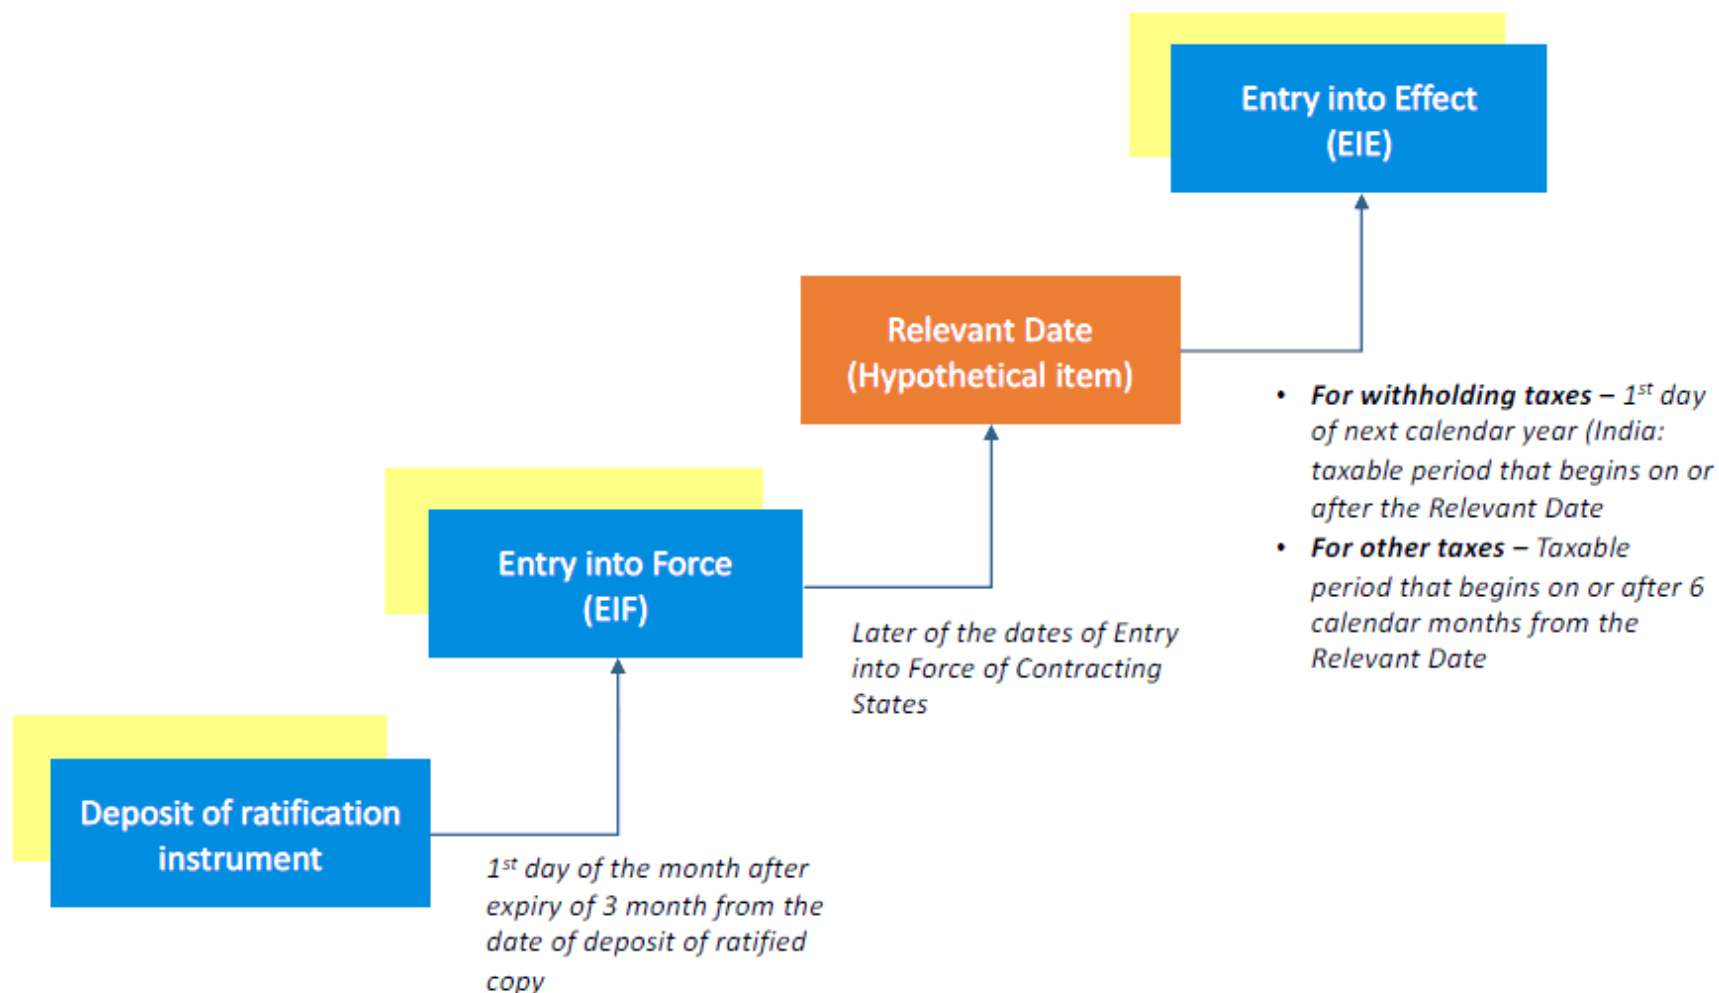 Entry into Effect
(EIE)
Relevant Date
(Hypothetical item)
• For withholding taxes – 1st day
of next calendar year (India:
taxable period that begins on or
after the Relevant Date
• For other taxes – Taxable
period that begins on or after 6
calendar months from the
Relevant Date
Entry into Force
(EIF)
Later of the dates of Entry
into Force of Contracting
States
Deposit of ratification
instrument
1st day of the month after
expiry of 3 month from the
date of deposit of ratified
copy